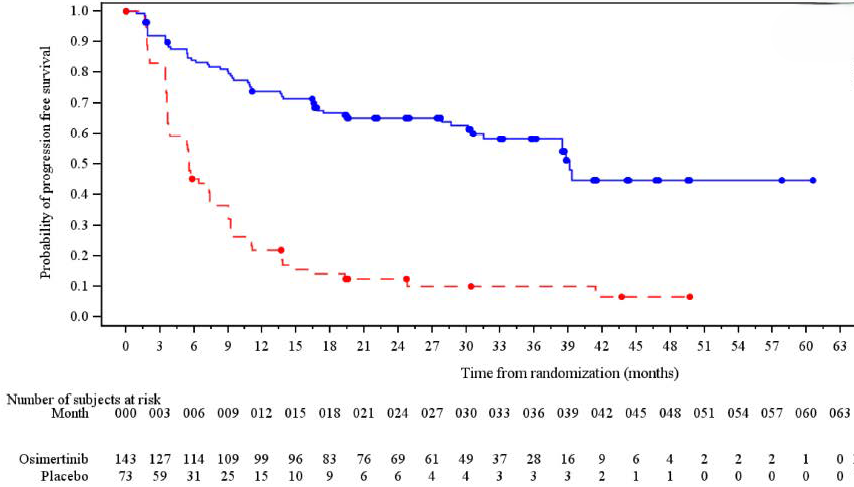 1.0
0.9
0.8
0.7
0.6
0.5
0.4
0.3
0.2
0.1
0.0
Probability of progression free survival
0 3 6 9 12 15 18 21 24 27 30 33 36 39 42 45 48 51 54 57 60 63
Time from randomization (months)
Number of subjects at risk
Month 000 003 006 009 012 015 018 021 024 027 030 033 036 039 042 045 048 051 054 057 060 063
Osimertinib 143 127 114 109 99 96 83 76 69 61 49 37 28 16 9 6 4 2 2 2 1 0
Placebo 73 59 31 25 15 10 9 6 6 4 4 3 3 3 2 1 1 0 0 0 0 0